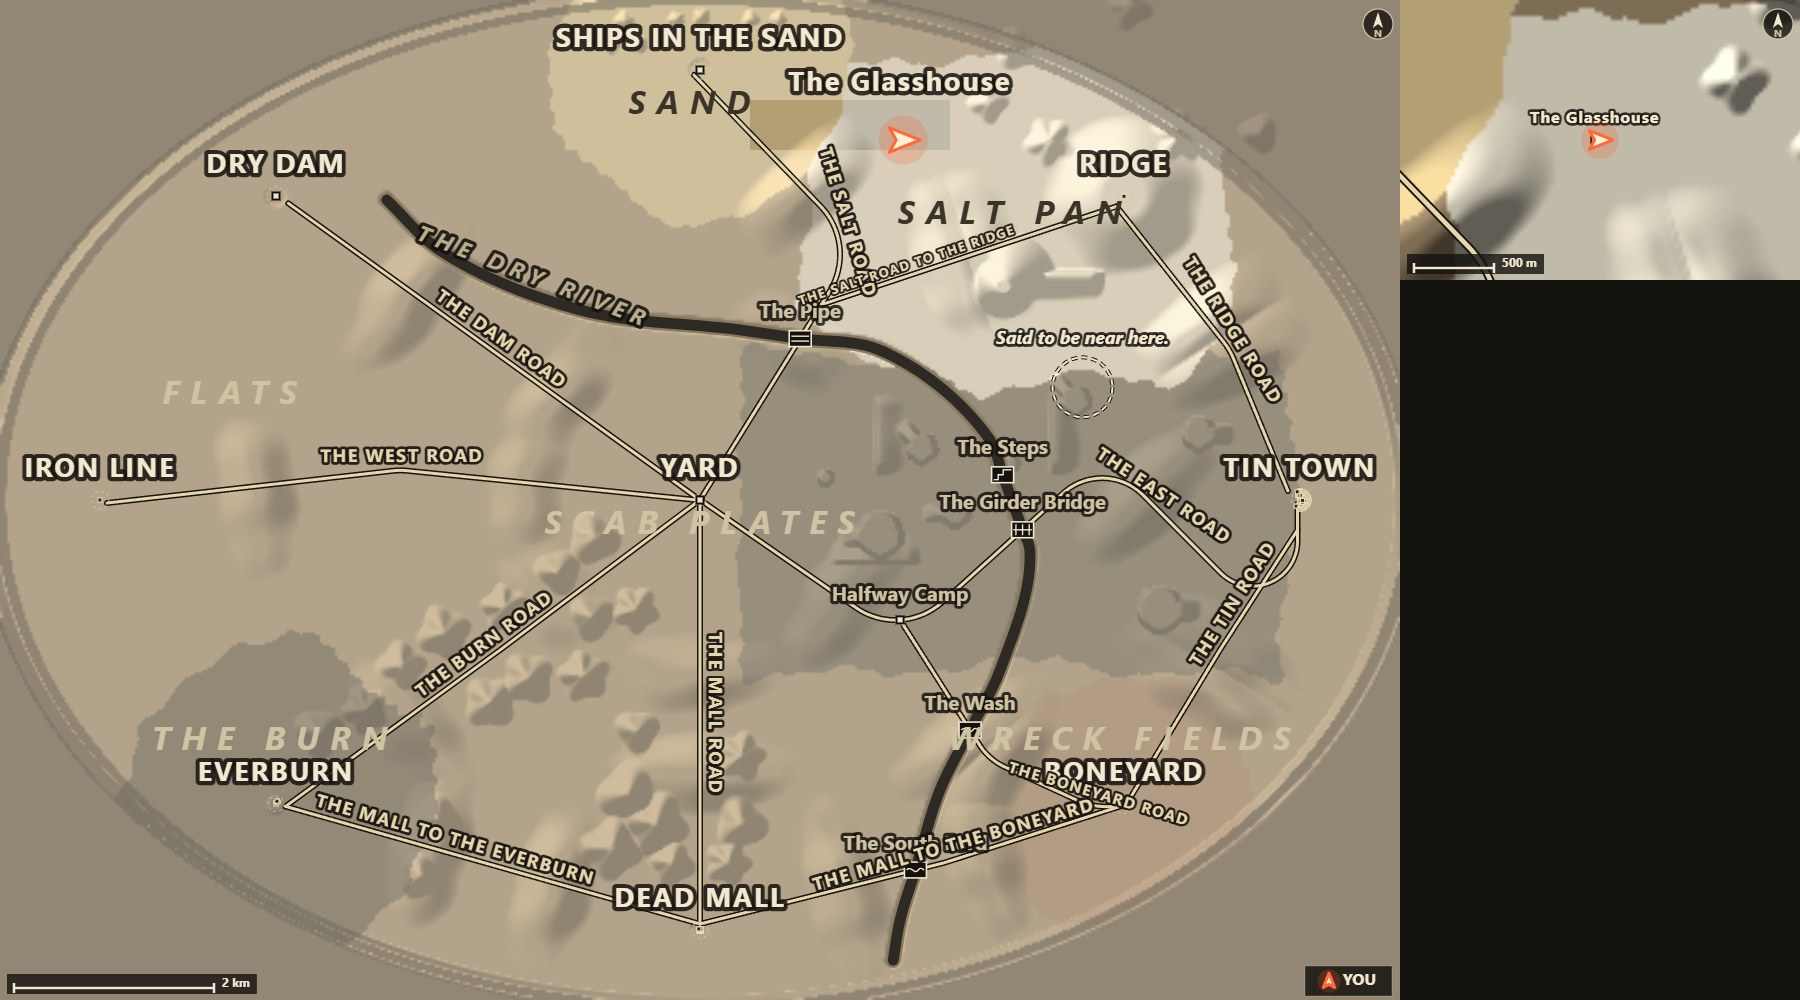 SHIPS IN THE SAND
The Glasshouse
SAND
DRY DAM
RIDGE
SALT PAN
THE SALT ROAD
THE SALT ROAD TO THE RIDGE
THE DRY RIVER
The Pipe
THE DAM ROAD
THE RIDGE ROAD
Said to be near here.
FLATS
IRON LINE
THE WEST ROAD
YARD
The Steps
TIN TOWN
THE EAST ROAD
The Girder Bridge
SCAB PLATES
Halfway Camp
THE TIN ROAD
THE BURN ROAD
THE MALL ROAD
The Wash
THE BURN
WRECK FIELDS
EVERBURN
BONEYARD
THE BONEYARD ROAD
THE MALL TO THE EVERBURN
The South
THE MALL TO THE BONEYARD
DEAD MALL
2 km
YOU
N
The Glasshouse
500 m
N